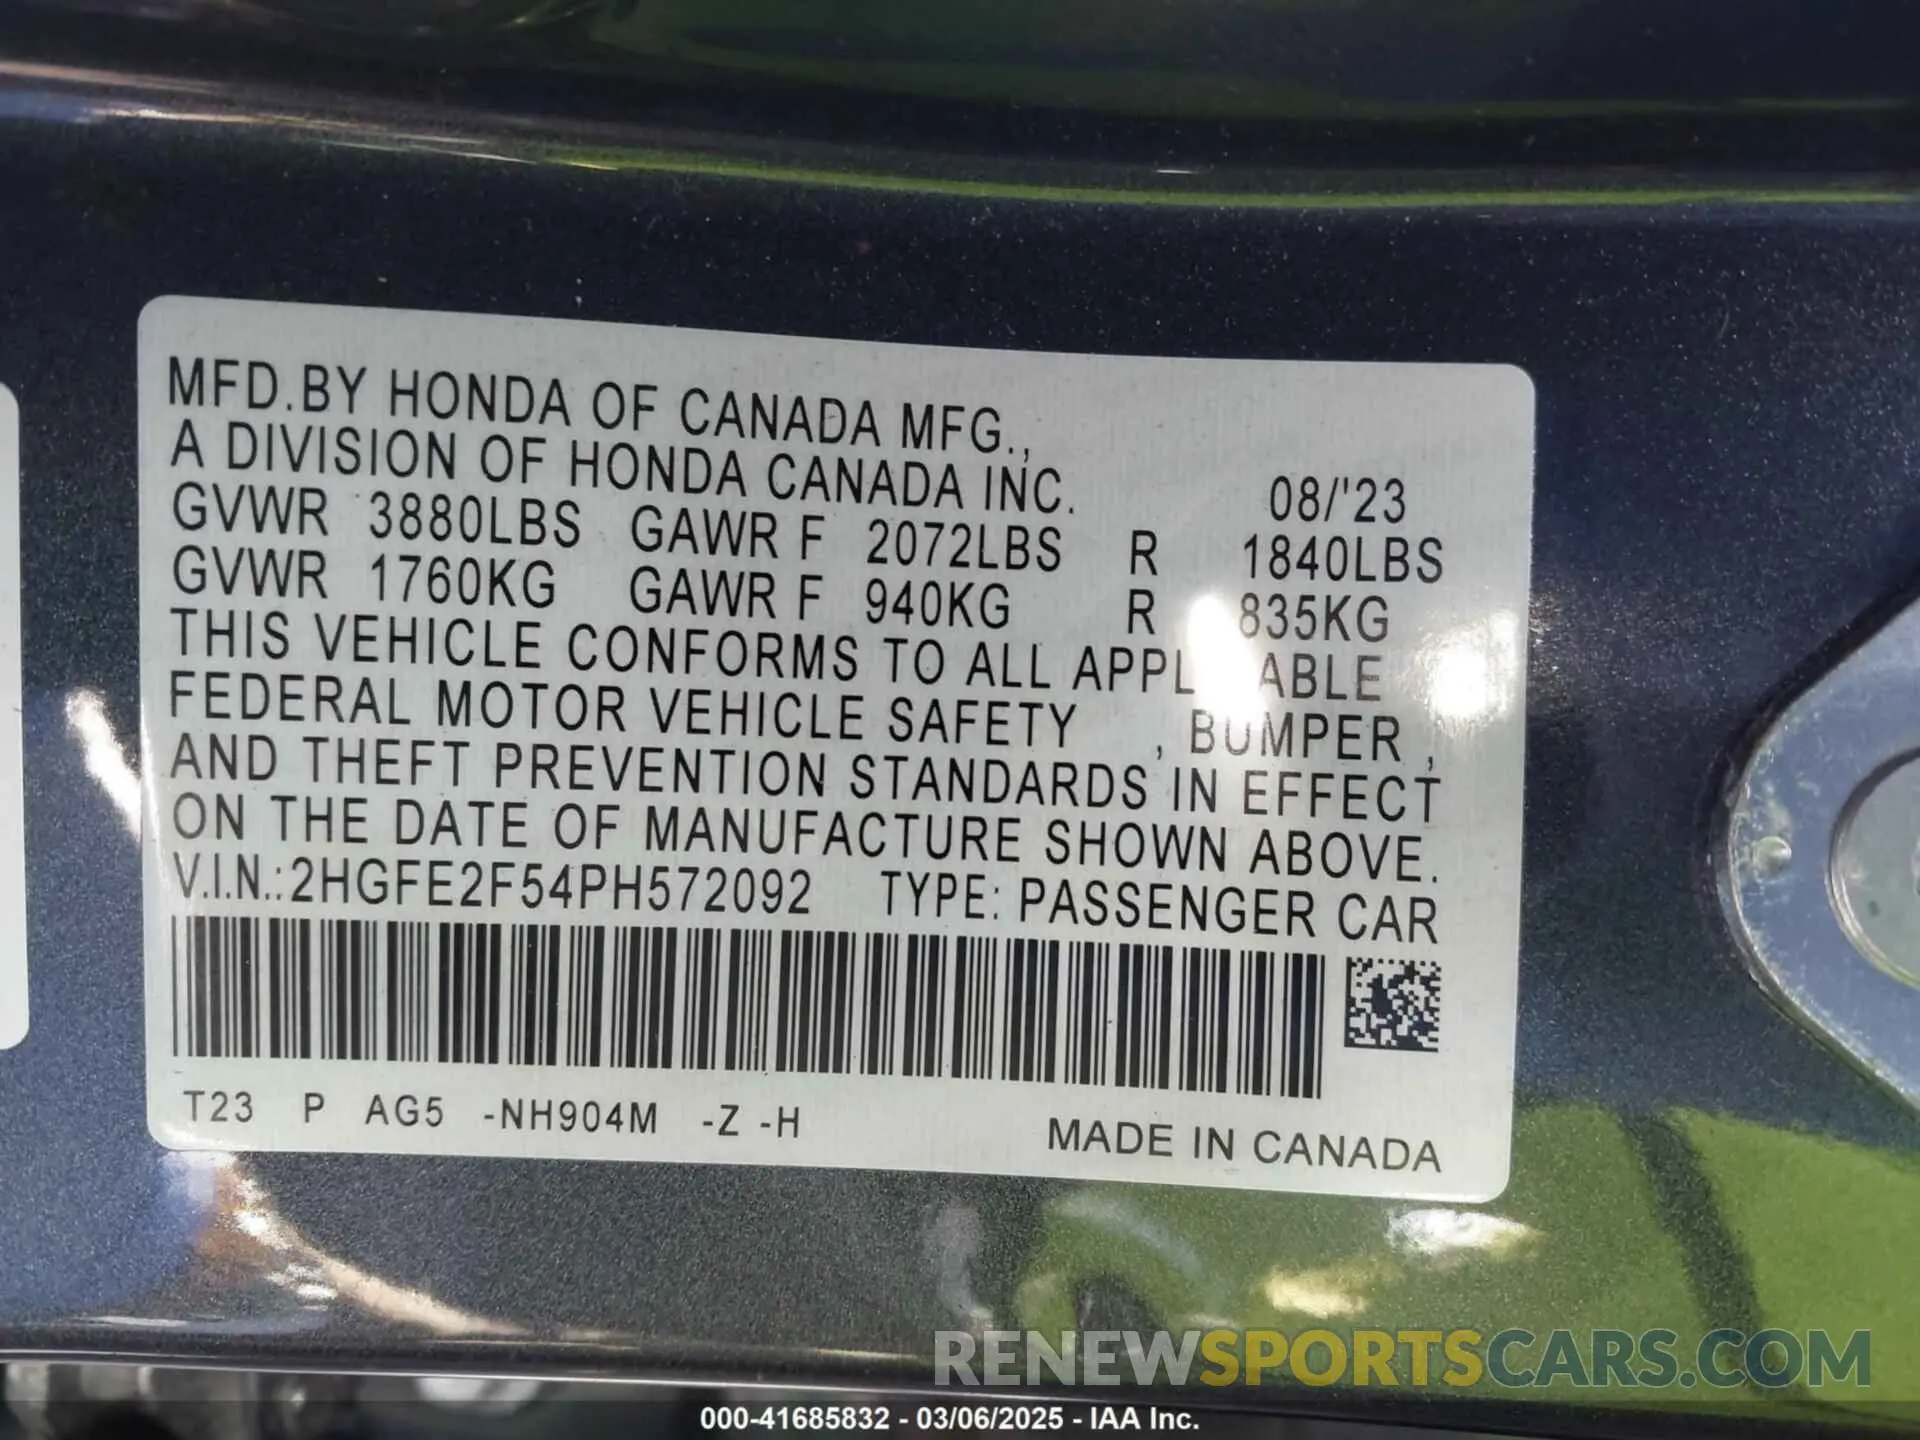 MFD.BY HONDA OF CANADA MFG.,
A DIVISION OF HONDA CANADA INC. 08/'23
GVWR 3880LBS GAWR F 2072LBS R 1840LBS
GVWR 1760KG GAWR F 940KG R 835KG
THIS VEHICLE CONFORMS TO ALL APPL ABLE
FEDERAL MOTOR VEHICLE SAFETY , BUMPER ,
AND THEFT PREVENTION STANDARDS IN EFFECT
ON THE DATE OF MANUFACTURE SHOWN ABOVE.
V.I.N.:2HGFE2F54PH572092 TYPE: PASSENGER CAR
T23 P AG5 -NH904M -Z -H
MADE IN CANADA
RENEWSPORTSCARS.COM
000-41685832 - 03/06/2025 - IAA Inc.